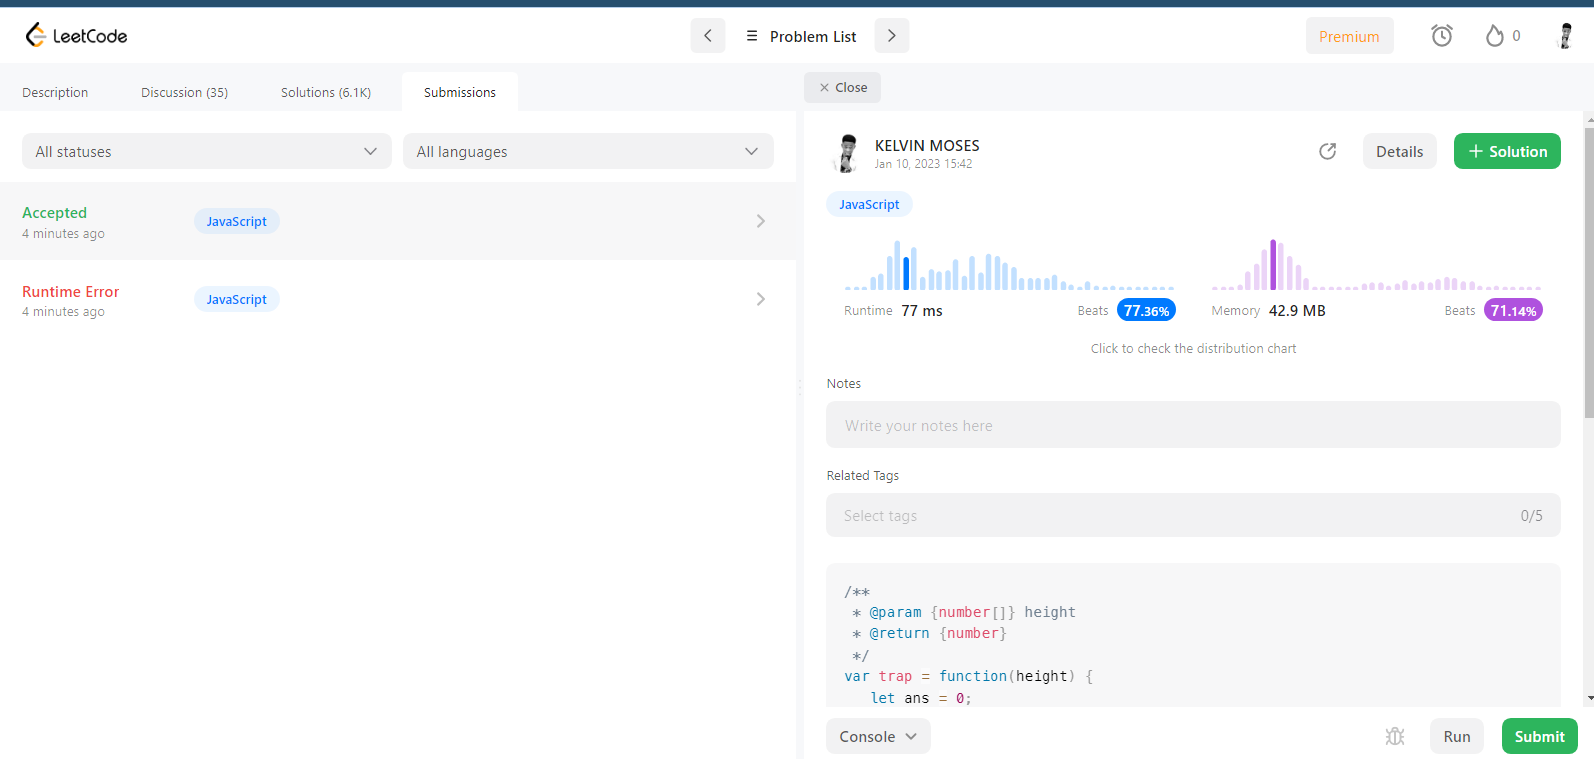 LeetCode
Problem List
Premium
0
Description
Discussion (35)
Solutions (6.1K)
Submissions
Close
All statuses
All languages
Accepted
4 minutes ago
JavaScript
Runtime Error
4 minutes ago
JavaScript
KELVIN MOSES
Jan 10, 2023 15:42
Details
+ Solution
JavaScript
Runtime 77 ms
Beats 77.36%
Memory 42.9 MB
Beats 71.14%
Click to check the distribution chart
Notes
Write your notes here
Related Tags
Select tags
0/5
/**
 * @param {number[]} height
 * @return {number}
 */
var trap = function(height) {
   let ans = 0;
Console
Run
Submit